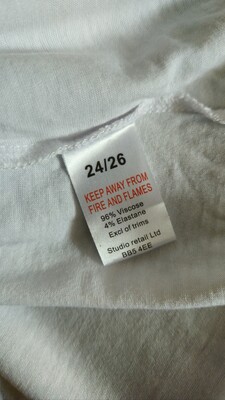 24/26
KEEP AWAY FROM
FIRE AND FLAMES
96% Viscose
4% Elastane
Excl of trims
Studio retail Ltd
BB5 4EE